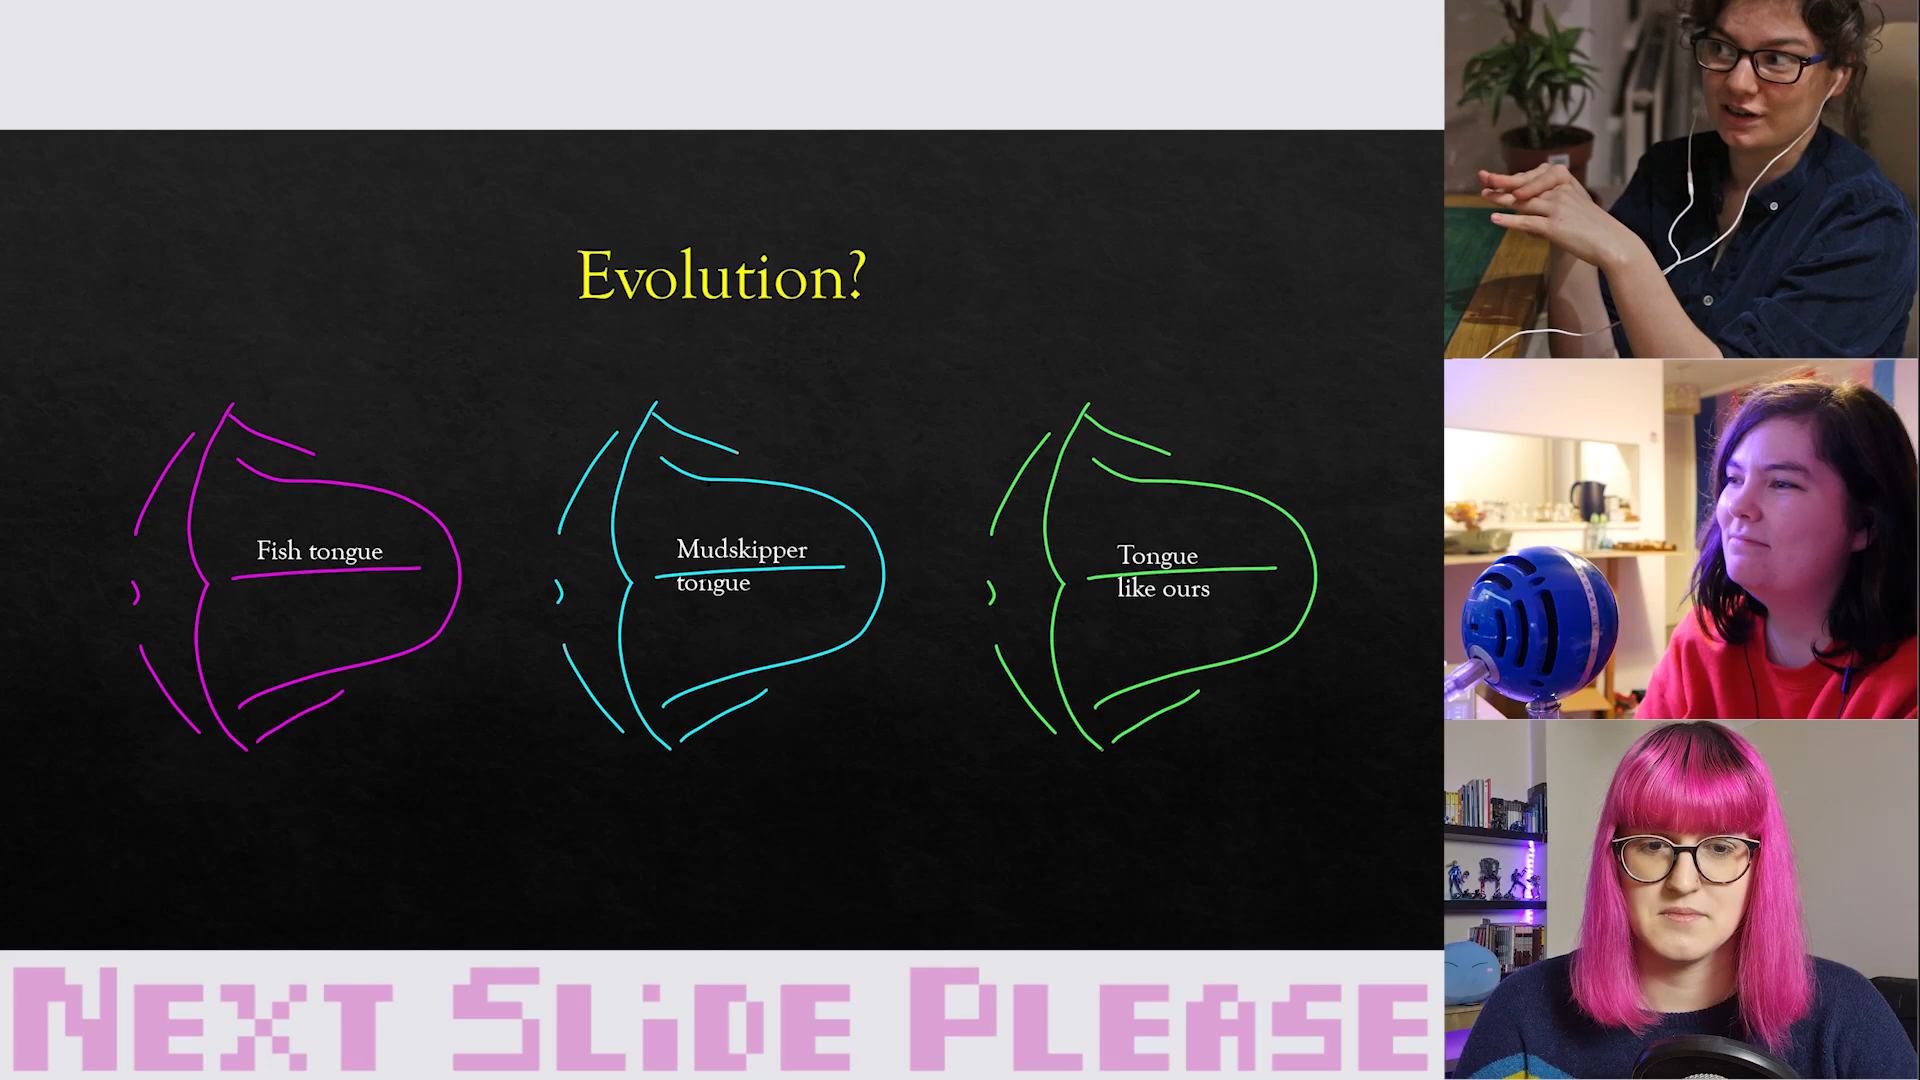 Evolution?
Fish tongue
Mudskipper
tongue
Tongue
like ours
NEXT SLiDE PLEASE